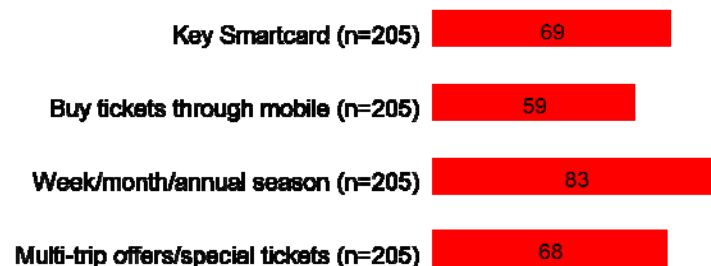 Key Smartcard (n=205) 69
Buy tickets through mobile (n=205) 59
Week/month/annual season (n=205) 83
Multi-trip offers/special tickets (n=205) 68